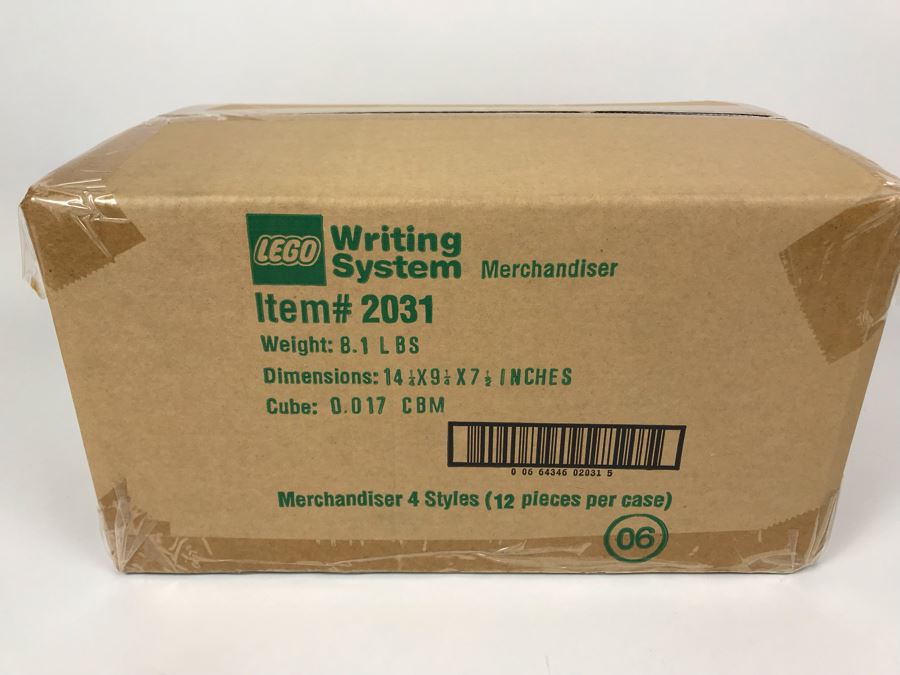 LEGO Writing System Merchandiser
Item# 2031
Weight: 8.1 LBS
Dimensions: 14 1/4 X 9 1/4 X 7 1/2 INCHES
Cube: 0.017 CBM
0 06 64346 02031 5
Merchandiser 4 Styles (12 pieces per case)
06